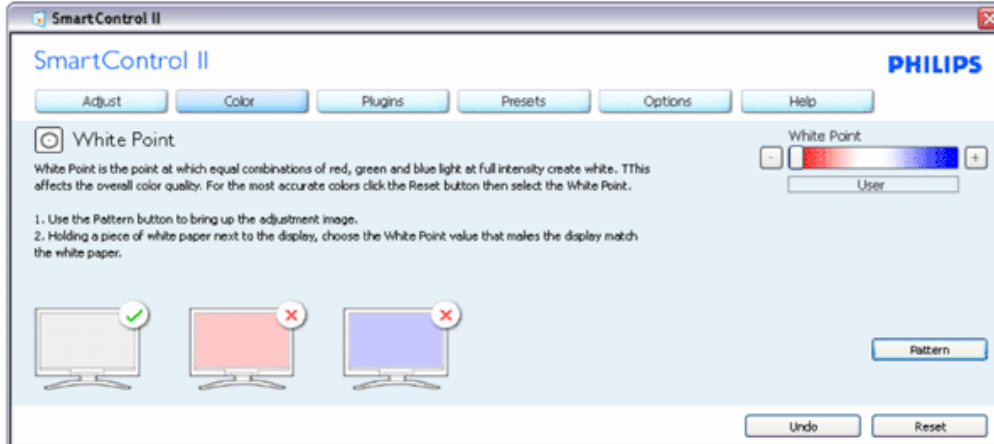 SmartControl II
SmartControl II
PHILIPS
Adjust Color Plugins Presets Options Help
White Point
White Point is the point at which equal combinations of red, green and blue light at full intensity create white. TThis
affects the overall color quality. For the most accurate colors click the Reset button then select the White Point.
1. Use the Pattern button to bring up the adjustment image.
2. Holding a piece of white paper next to the display, choose the White Point value that makes the display match
the white paper.
White Point
- +
User
Pattern
Undo Reset